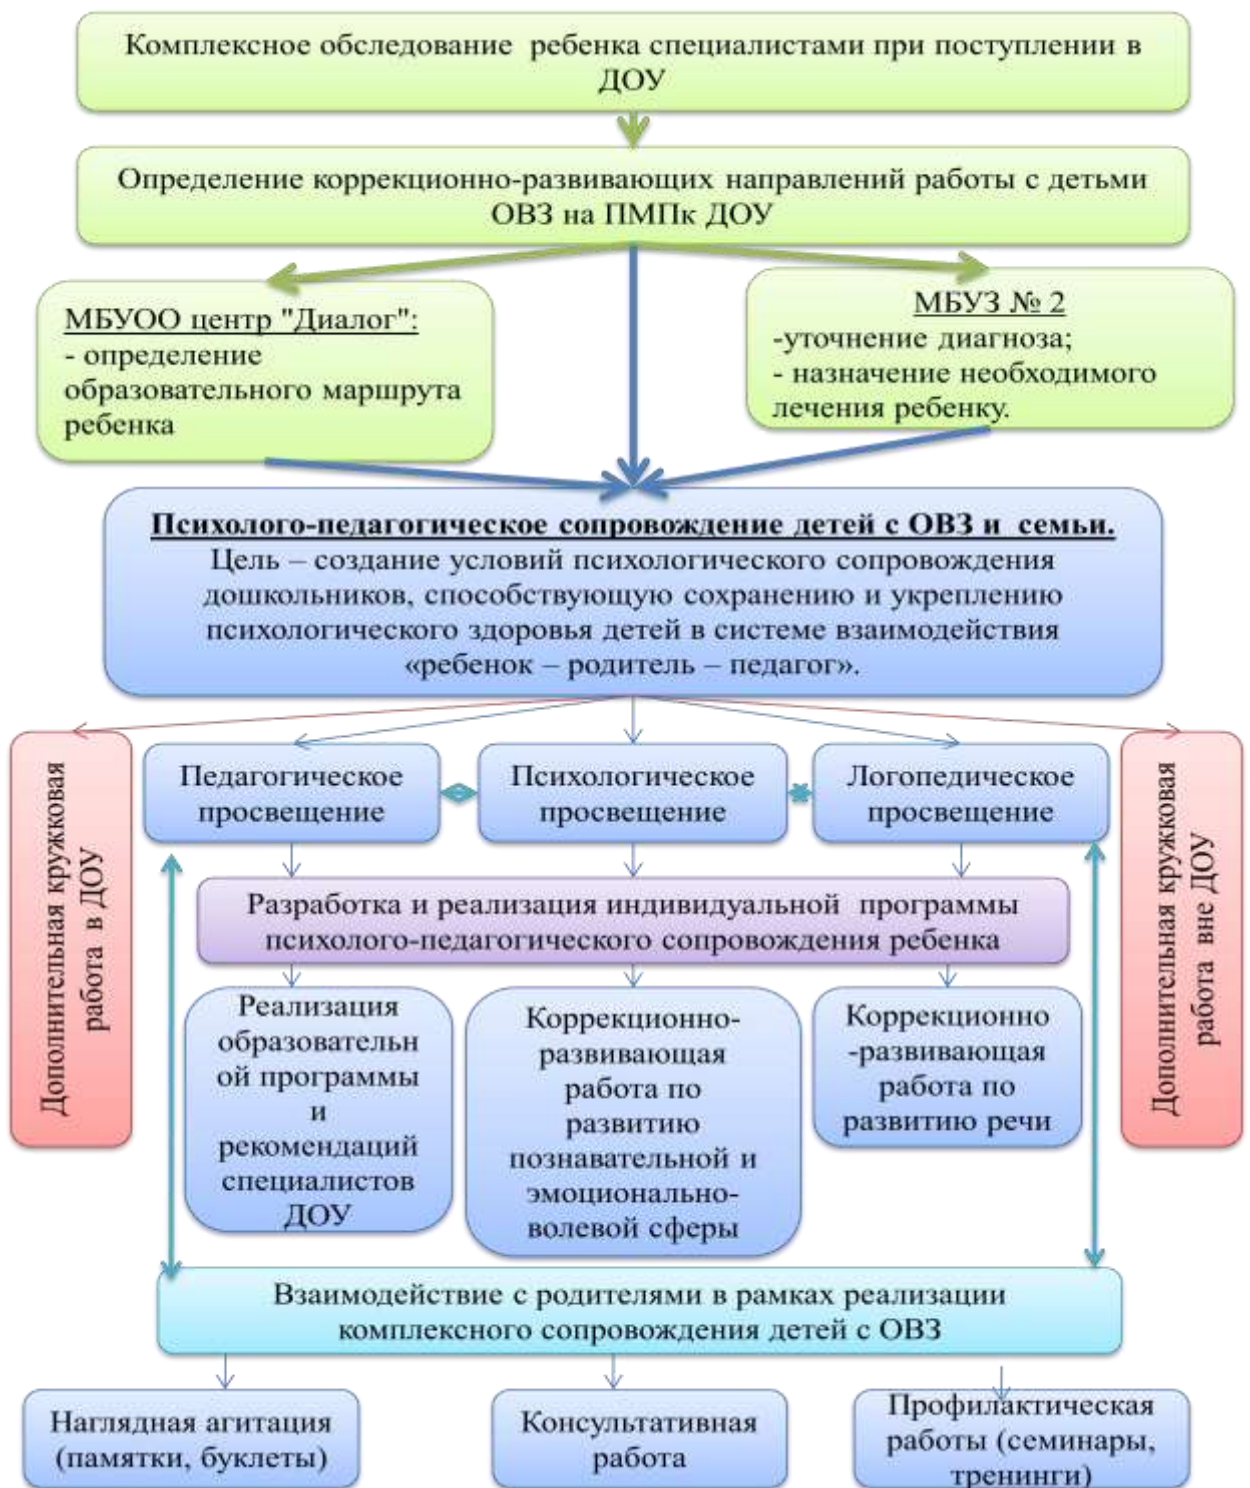 Комплексное обследование ребенка специалистами при поступлении в
ДОУ
Определение коррекционно-развивающих направлений работы с детьми
ОВЗ на ПМПк ДОУ
МБУОО центр "Диалог":
- определение
образовательного маршрута
ребенка
МБУЗ № 2
-уточнение диагноза;
- назначение необходимого
лечения ребенку.
Психолого-педагогическое сопровождение детей с ОВЗ и семьи.
Цель – создание условий психологического сопровождения
дошкольников, способствующую сохранению и укреплению
психологического здоровья детей в системе взаимодействия
«ребенок – родитель – педагог».
Дополнительная кружковая
работа в ДОУ
Педагогическое
просвещение
Психологическое
просвещение
Логопедическое
просвещение
Дополнительная кружковая
работа вне ДОУ
Разработка и реализация индивидуальной программы
психолого-педагогического сопровождения ребенка
Реализация
образовательн
ой программы
и
рекомендаций
специалистов
ДОУ
Коррекционно-
развивающая
работа по
развитию
познавательной и
эмоционально-
волевой сферы
Коррекционно
-развивающая
работа по
развитию речи
Взаимодействие с родителями в рамках реализации
комплексного сопровождения детей с ОВЗ
Наглядная агитация
(памятки, буклеты)
Консультативная
работа
Профилактическая
работы (семинары,
тренинги)